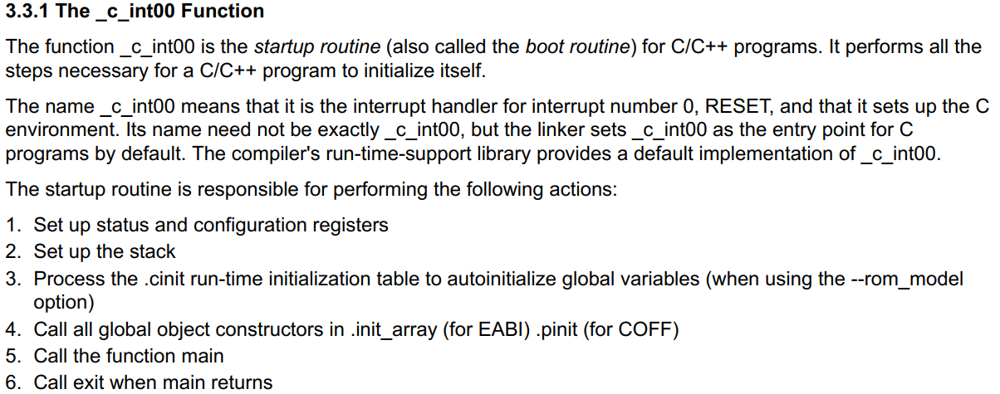 3.3.1 The _c_int00 Function
The function _c_int00 is the startup routine (also called the boot routine) for C/C++ programs. It performs all the
steps necessary for a C/C++ program to initialize itself.
The name _c_int00 means that it is the interrupt handler for interrupt number 0, RESET, and that it sets up the C
environment. Its name need not be exactly _c_int00, but the linker sets _c_int00 as the entry point for C
programs by default. The compiler's run-time-support library provides a default implementation of _c_int00.
The startup routine is responsible for performing the following actions:
1. Set up status and configuration registers
2. Set up the stack
3. Process the .cinit run-time initialization table to autoinitialize global variables (when using the --rom_model
option)
4. Call all global object constructors in .init_array (for EABI) .pinit (for COFF)
5. Call the function main
6. Call exit when main returns